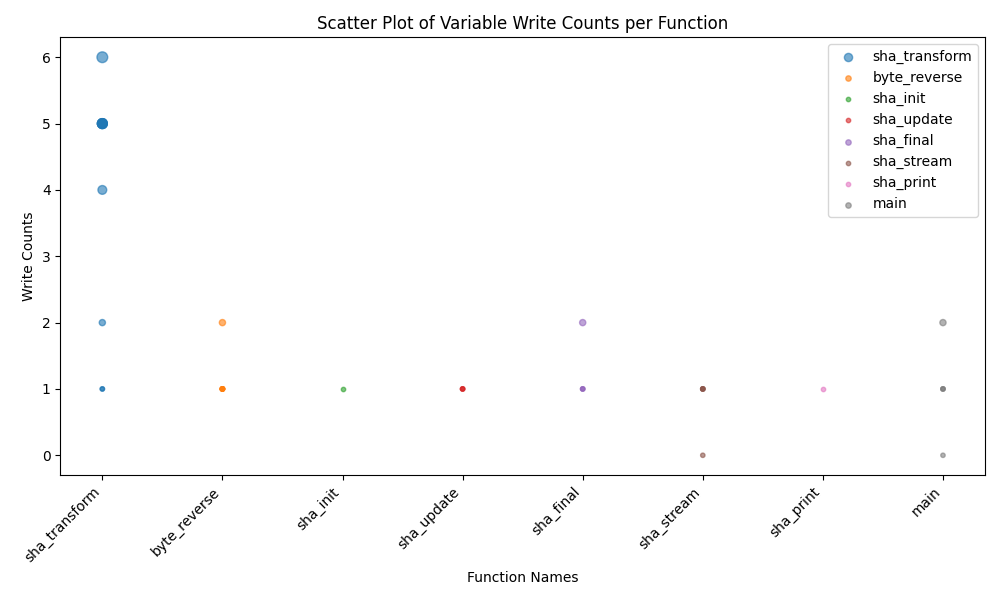 Scatter Plot of Variable Write Counts per Function
Write Counts
6
5
4
3
2
1
0
sha_transform
byte_reverse
sha_init
sha_update
sha_final
sha_stream
sha_print
main
sha_transform
byte_reverse
sha_init
sha_update
sha_final
sha_stream
sha_print
main
Function Names